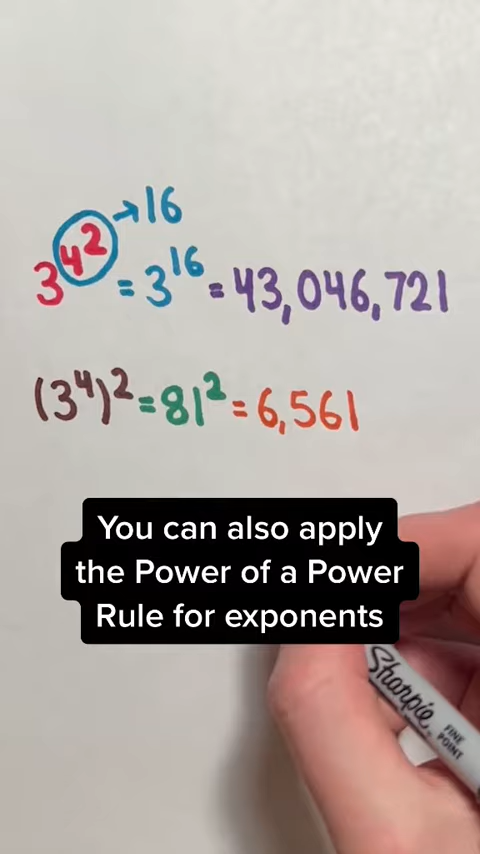 →16
3^4^2 = 3^16 = 43,046,721
(3^4)^2 = 81^2 = 6,561
You can also apply
the Power of a Power
Rule for exponents
Sharpie
FINE
POINT